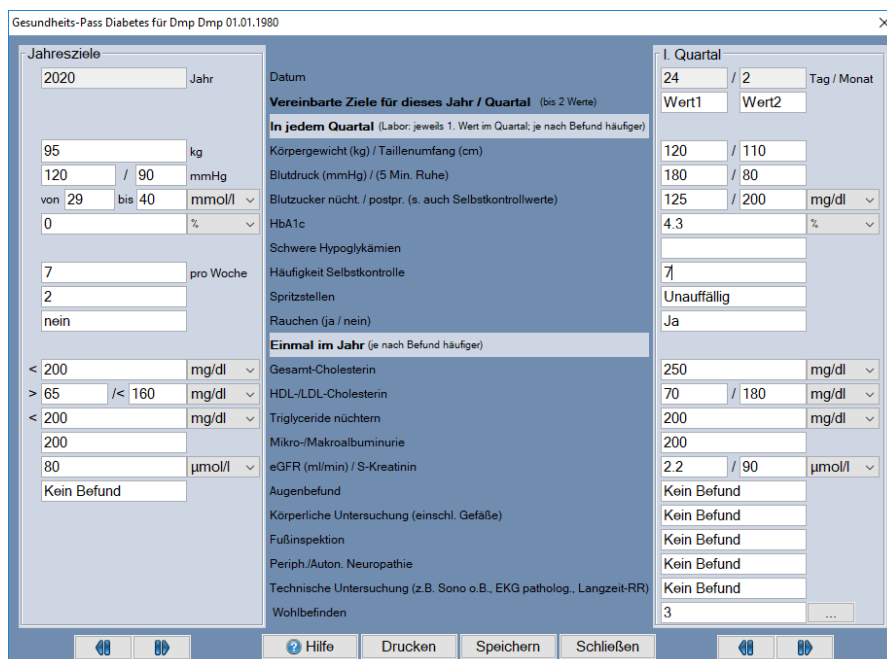 Gesundheits-Pass Diabetes für Dmp Dmp 01.01.1980
Jahresziele I. Quartal
2020 Jahr Datum 24 / 2 Tag / Monat
Vereinbarte Ziele für dieses Jahr / Quartal (bis 2 Werte) Wert1 Wert2
In jedem Quartal (Labor: jeweils 1. Wert im Quartal; je nach Befund häufiger)
95 kg Körpergewicht (kg) / Taillenumfang (cm) 120 / 110
120 / 90 mmHg Blutdruck (mmHg) / (5 Min. Ruhe) 180 / 80
von 29 bis 40 mmol/l Blutzucker nücht. / postpr. (s. auch Selbstkontrollwerte) 125 / 200 mg/dl
0 % HbA1c 4.3 %
Schwere Hypoglykämien
7 pro Woche Häufigkeit Selbstkontrolle 7
2 Spritzstellen Unauffällig
nein Rauchen (ja / nein) Ja
Einmal im Jahr (je nach Befund häufiger)
< 200 mg/dl Gesamt-Cholesterin 250 mg/dl
> 65 /< 160 mg/dl HDL-/LDL-Cholesterin 70 / 180 mg/dl
< 200 mg/dl Triglyceride nüchtern 200 mg/dl
200 Mikro-/Makroalbuminurie 200
80 µmol/l eGFR (ml/min) / S-Kreatinin 2.2 / 90 µmol/l
Kein Befund Augenbefund Kein Befund
Körperliche Untersuchung (einschl. Gefäße) Kein Befund
Fußinspektion Kein Befund
Periph./Auton. Neuropathie Kein Befund
Technische Untersuchung (z.B. Sono o.B., EKG patholog., Langzeit-RR) Kein Befund
Wohlbefinden 3 ...
Hilfe Drucken Speichern Schließen